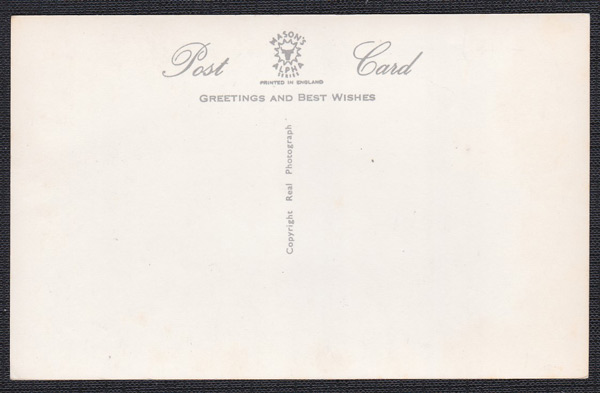 Post Card
MASON'S
ALPHA
SERIES
PRINTED IN ENGLAND
GREETINGS AND BEST WISHES
Copyright Real Photograph